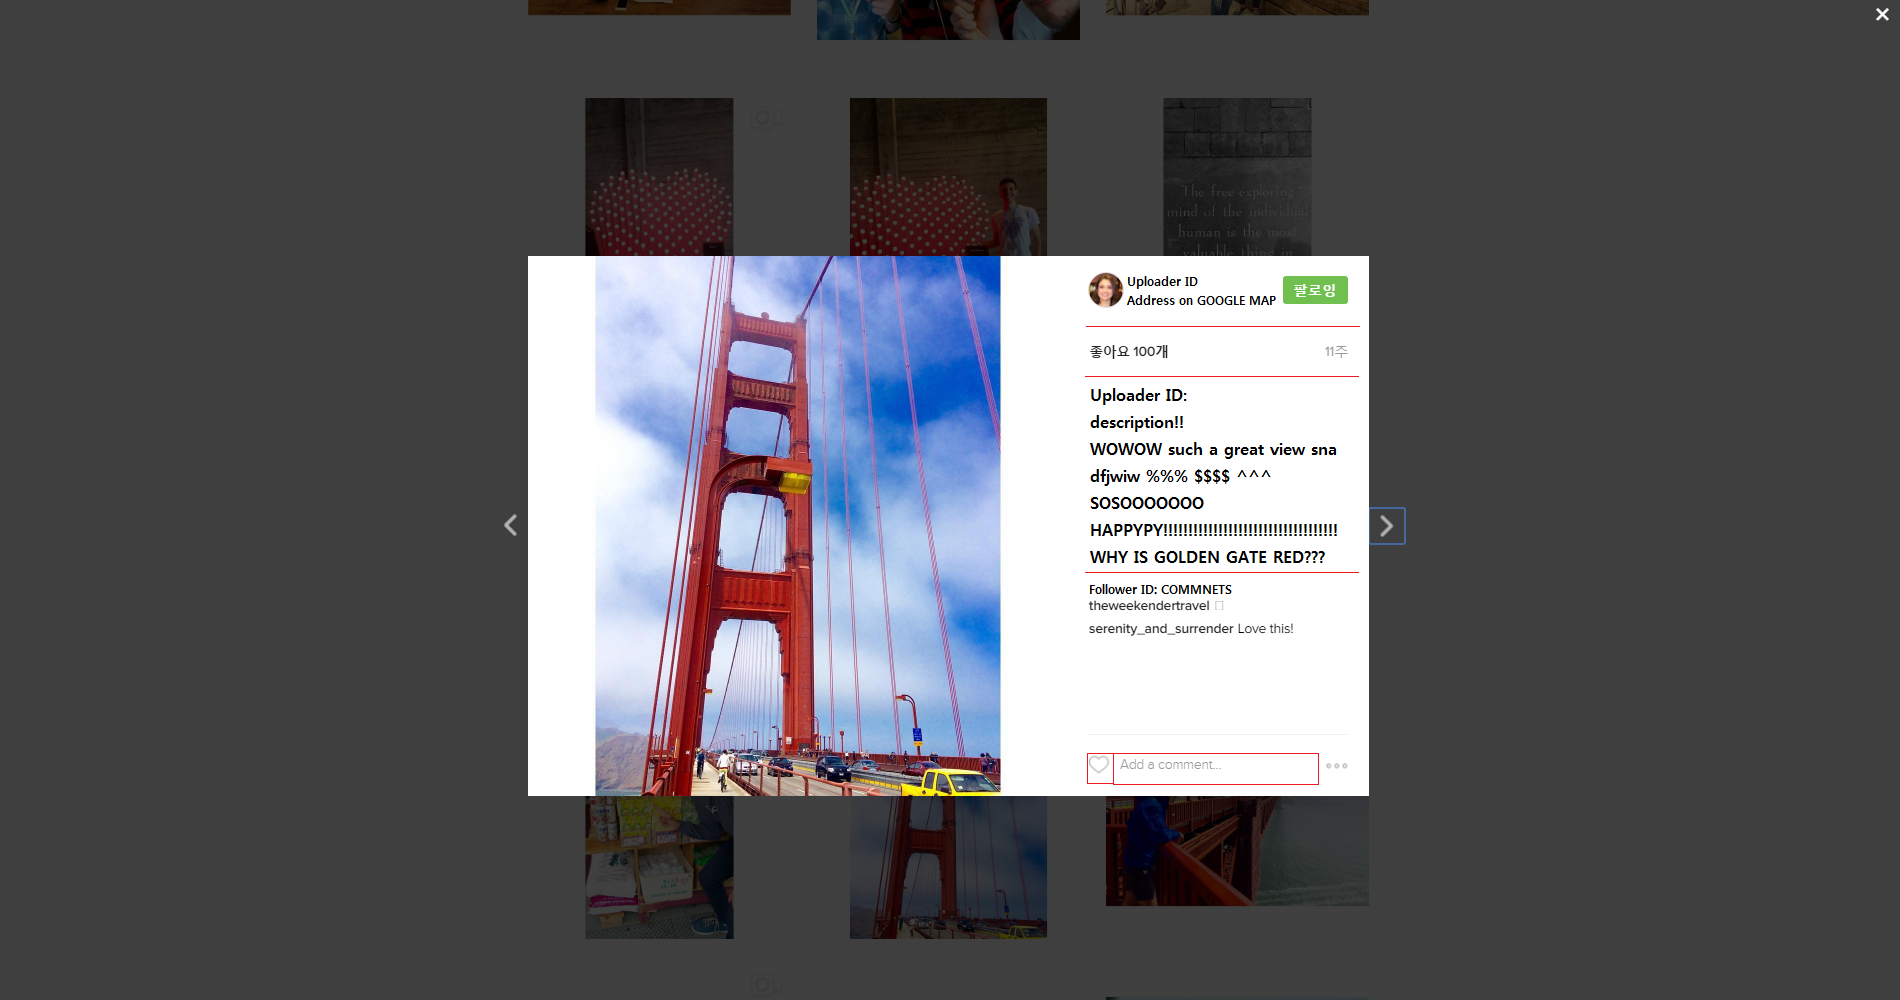 The free exploring
mind of the individual
human is the most
valuable thing in
Uploader ID
Address on GOOGLE MAP
팔로잉
좋아요 100개
11주
Uploader ID:
description!!
WOWOW such a great view sna
dfjwiw %%% $$$$ ^^^
SOSOOOOOOO
HAPPYPY!!!!!!!!!!!!!!!!!!!!!!!!!!!!!!!!!!!
WHY IS GOLDEN GATE RED???
Follower ID: COMMNETS
theweekendertravel
serenity_and_surrender Love this!
Add a comment...